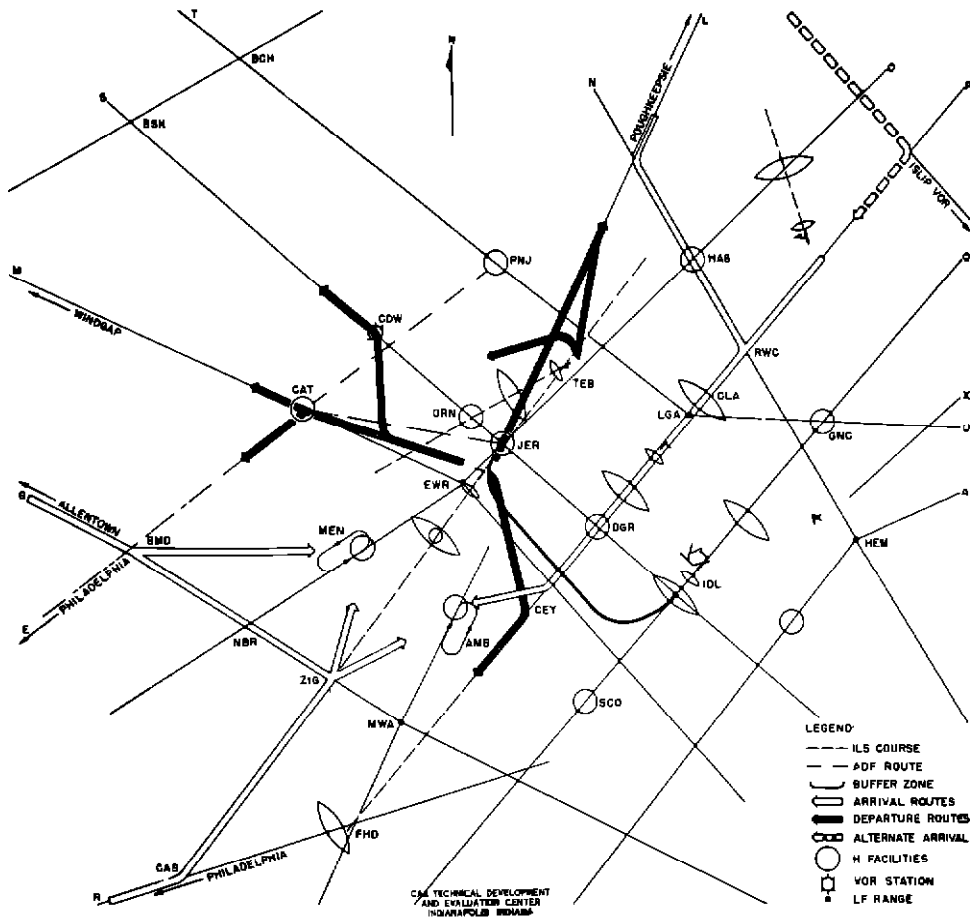 T
L
N
O
P
S
BGH
N
BSK
POUGHKEEPSIE
ISLIP VOR
M
PNJ
HAS
Q
WINDGAP
CDW
RWC
CAT
TEB
CLA
X
ORN
LGA
GNC
U
JER
EWR
ALLENTOWN
G
MEN
DGR
A
BMD
HEM
PHILADELPHIA
IDL
CEY
E
NBR
AMB
ZIG
SCO
MWA
LEGEND
ILS COURSE
ADF ROUTE
BUFFER ZONE
ARRIVAL ROUTES
DEPARTURE ROUTES
FHD
ALTERNATE ARRIVAL
GAS
PHILADELPHIA
H FACILITIES
R
VOR STATION
LF RANGE
CAA TECHNICAL DEVELOPMENT
AND EVALUATION CENTER
INDIANAPOLIS INDIANA